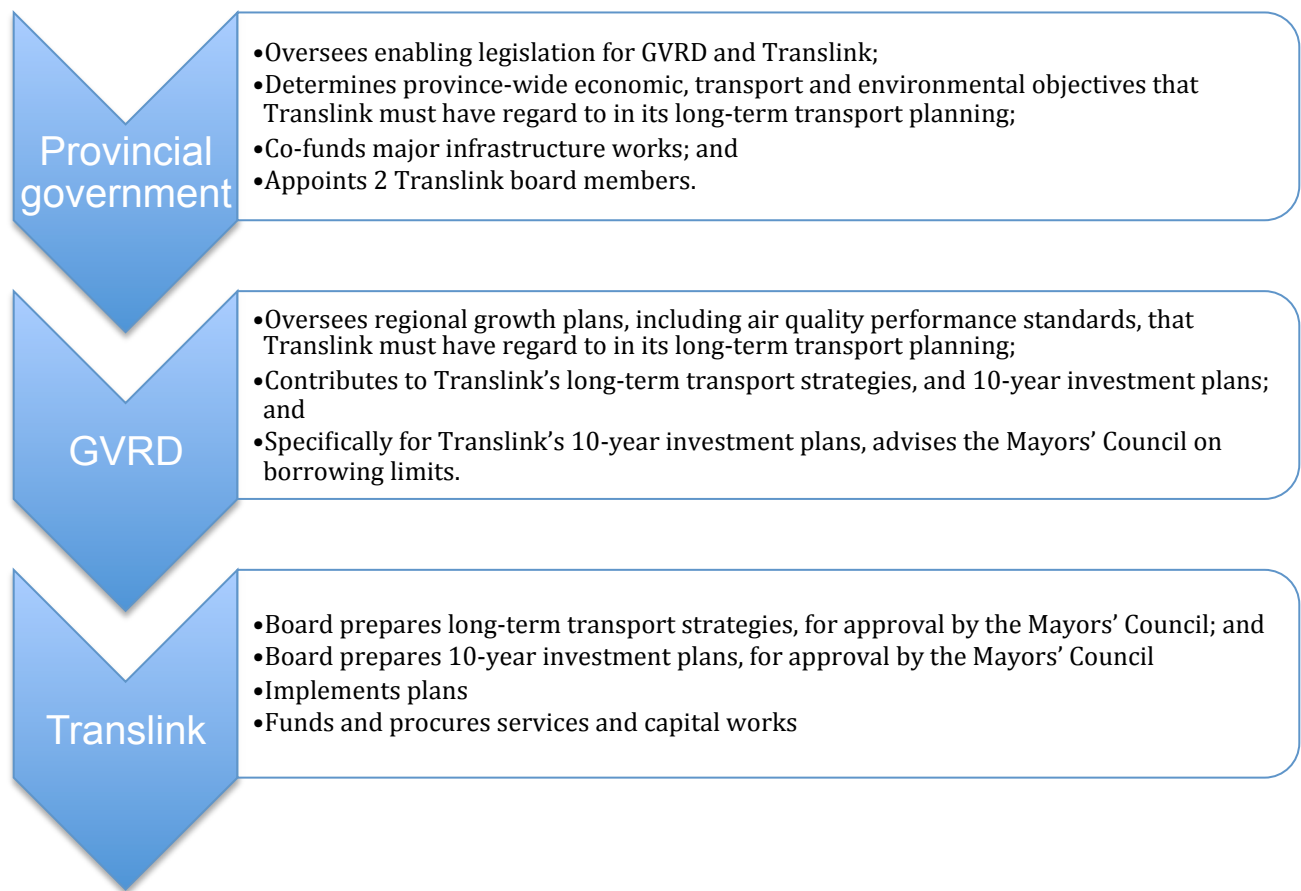 Provincial
government
•Oversees enabling legislation for GVRD and Translink;
•Determines province-wide economic, transport and environmental objectives that
Translink must have regard to in its long-term transport planning;
•Co-funds major infrastructure works; and
•Appoints 2 Translink board members.
GVRD
•Oversees regional growth plans, including air quality performance standards, that
Translink must have regard to in its long-term transport planning;
•Contributes to Translink’s long-term transport strategies, and 10-year investment plans;
and
•Specifically for Translink’s 10-year investment plans, advises the Mayors’ Council on
borrowing limits.
Translink
•Board prepares long-term transport strategies, for approval by the Mayors’ Council; and
•Board prepares 10-year investment plans, for approval by the Mayors’ Council
•Implements plans
•Funds and procures services and capital works